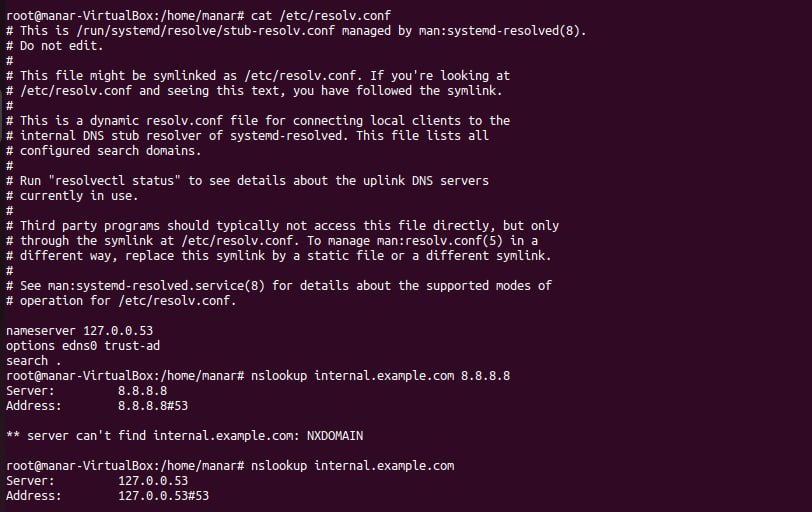 root@manar-VirtualBox:/home/manar# cat /etc/resolv.conf
# This is /run/systemd/resolve/stub-resolv.conf managed by man:systemd-resolved(8).
# Do not edit.
#
# This file might be symlinked as /etc/resolv.conf. If you're looking at
# /etc/resolv.conf and seeing this text, you have followed the symlink.
#
# This is a dynamic resolv.conf file for connecting local clients to the
# internal DNS stub resolver of systemd-resolved. This file lists all
# configured search domains.
#
# Run "resolvectl status" to see details about the uplink DNS servers
# currently in use.
#
# Third party programs should typically not access this file directly, but only
# through the symlink at /etc/resolv.conf. To manage man:resolv.conf(5) in a
# different way, replace this symlink by a static file or a different symlink.
#
# See man:systemd-resolved.service(8) for details about the supported modes of
# operation for /etc/resolv.conf.

nameserver 127.0.0.53
options edns0 trust-ad
search .
root@manar-VirtualBox:/home/manar# nslookup internal.example.com 8.8.8.8
Server:		8.8.8.8
Address:	8.8.8.8#53

** server can't find internal.example.com: NXDOMAIN

root@manar-VirtualBox:/home/manar# nslookup internal.example.com
Server:		127.0.0.53
Address:	127.0.0.53#53